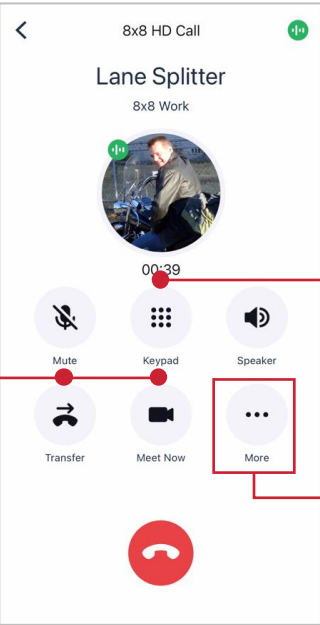 8x8 HD Call
Lane Splitter
8x8 Work
00:39
Mute Keypad Speaker
Transfer Meet Now More